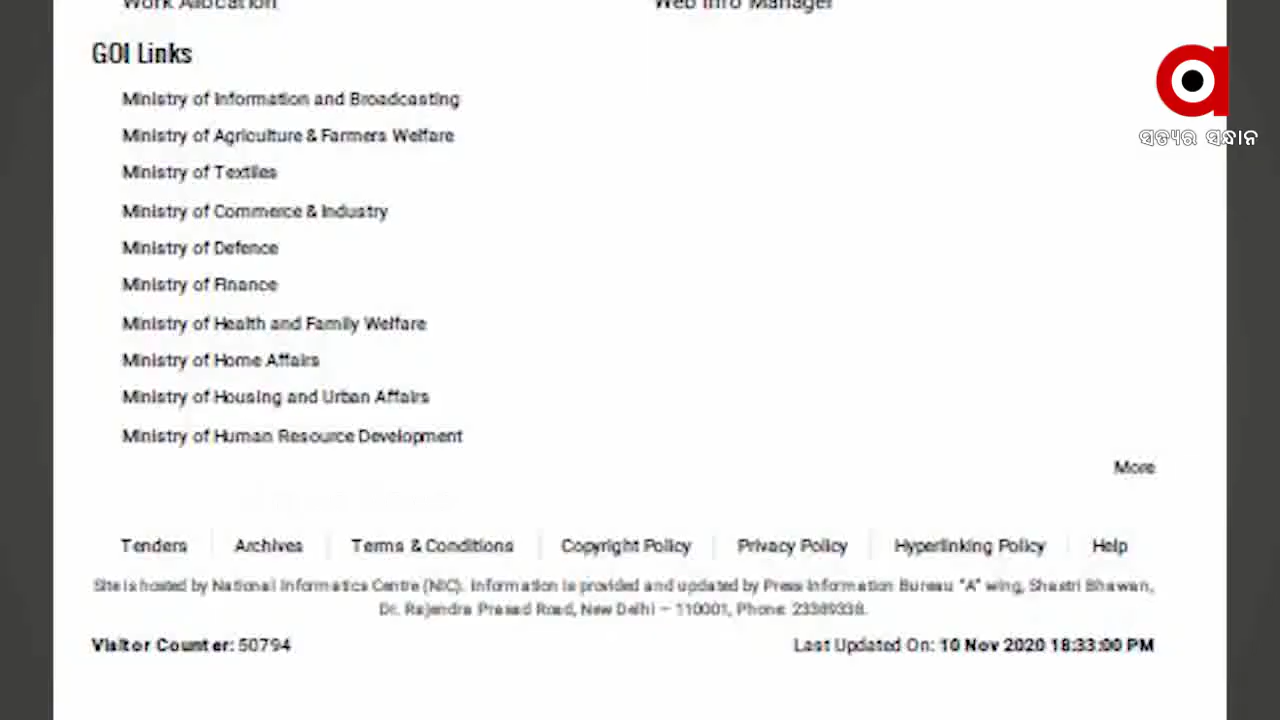 Work Allocation
Web Info Manager
GOI Links
Ministry of Information and Broadcasting
Ministry of Agriculture & Farmers Welfare
Ministry of Textiles
Ministry of Commerce & Industry
Ministry of Defence
Ministry of Finance
Ministry of Health and Family Welfare
Ministry of Home Affairs
Ministry of Housing and Urban Affairs
Ministry of Human Resource Development
More
Tenders Archives Terms & Conditions Copyright Policy Privacy Policy Hyperlinking Policy Help
Site is hosted by National Informatics Centre (NIC). Information is provided and updated by Press Information Bureau "A" wing, Shastri Bhawan,
Dr. Rajendra Prasad Road, New Delhi – 110001, Phone: 23389338.
Visitor Counter: 50794
Last Updated On: 10 Nov 2020 18:33:00 PM
a
ସତ୍ୟର ସନ୍ଧାନ